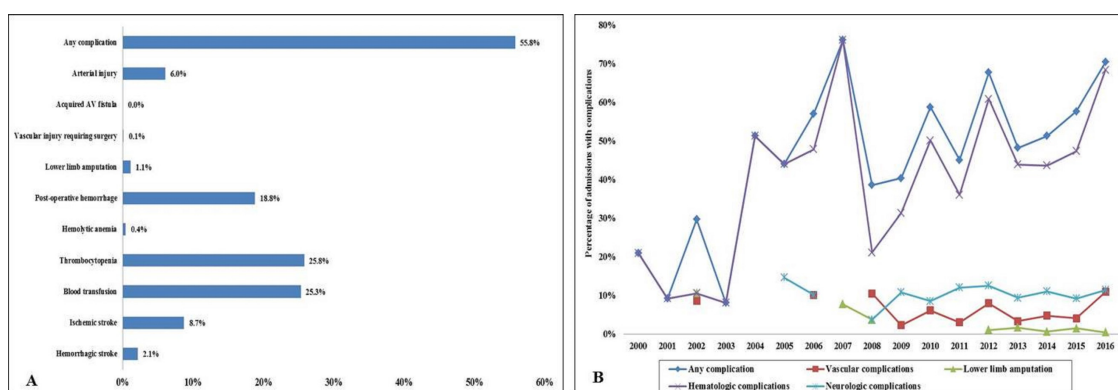 Any complication 55.8%
Arterial injury 6.0%
Acquired AV fistula 0.0%
Vascular injury requiring surgery 0.1%
Lower limb amputation 1.1%
Post-operative hemorrhage 18.8%
Hemolytic anemia 0.4%
Thrombocytopenia 25.8%
Blood transfusion 25.3%
Ischemic stroke 8.7%
Hemorrhagic stroke 2.1%
A
0% 10% 20% 30% 40% 50% 60%
Percentage of admissions with complications
80%
70%
60%
50%
40%
30%
20%
10%
0%
2000 2001 2002 2003 2004 2005 2006 2007 2008 2009 2010 2011 2012 2013 2014 2015 2016
B
Any complication Vascular complications Lower limb amputation
Hematologic complications Neurologic complications